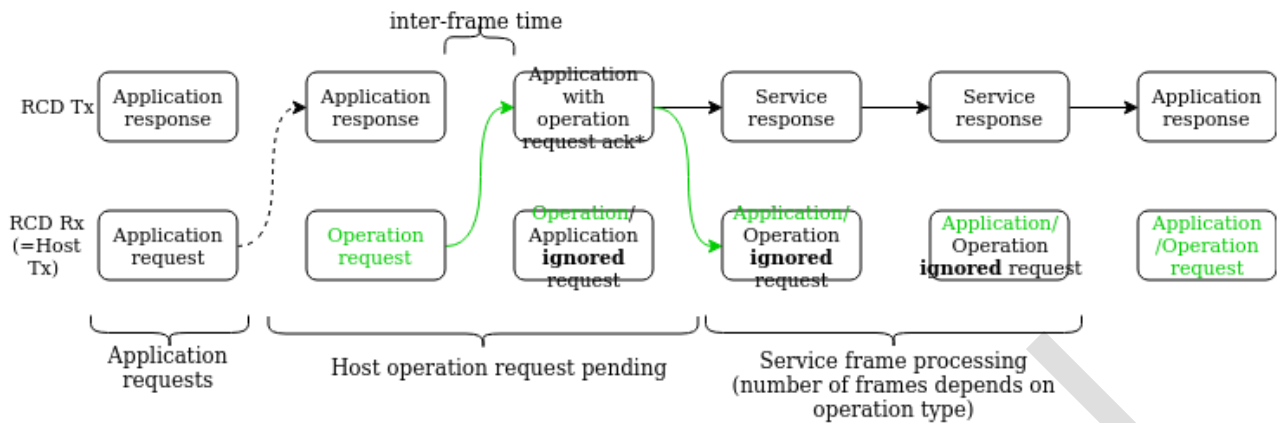 inter-frame time
RCD Tx
Application
response
Application
response
Application
with
operation
request ack*
Service
response
Service
response
Application
response
RCD Rx
(=Host
Tx)
Application
request
Operation
request
Operation/
Application
ignored
request
Application/
Operation
ignored
request
Application/
Operation
ignored request
Application
/Operation
request
Application
requests
Host operation request pending
Service frame processing
(number of frames depends on
operation type)